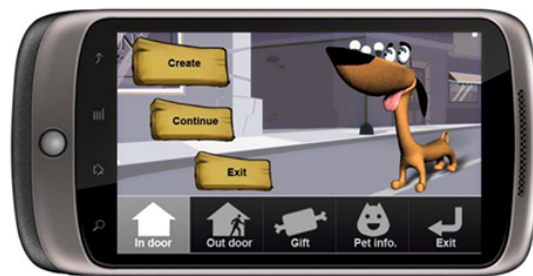 Create
Continue
Exit
In door
Out door
Gift
Pet info.
Exit